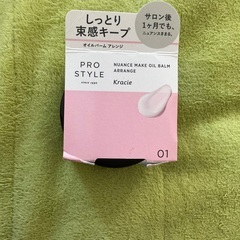 しっとり
束感キープ
オイルバーム アレンジ
サロン後
1ヶ月でも、
ニュアンスきまる。
PRO
STYLE
since 1997
NUANCE MAKE OIL BALM
ARRANGE
Kracie
01